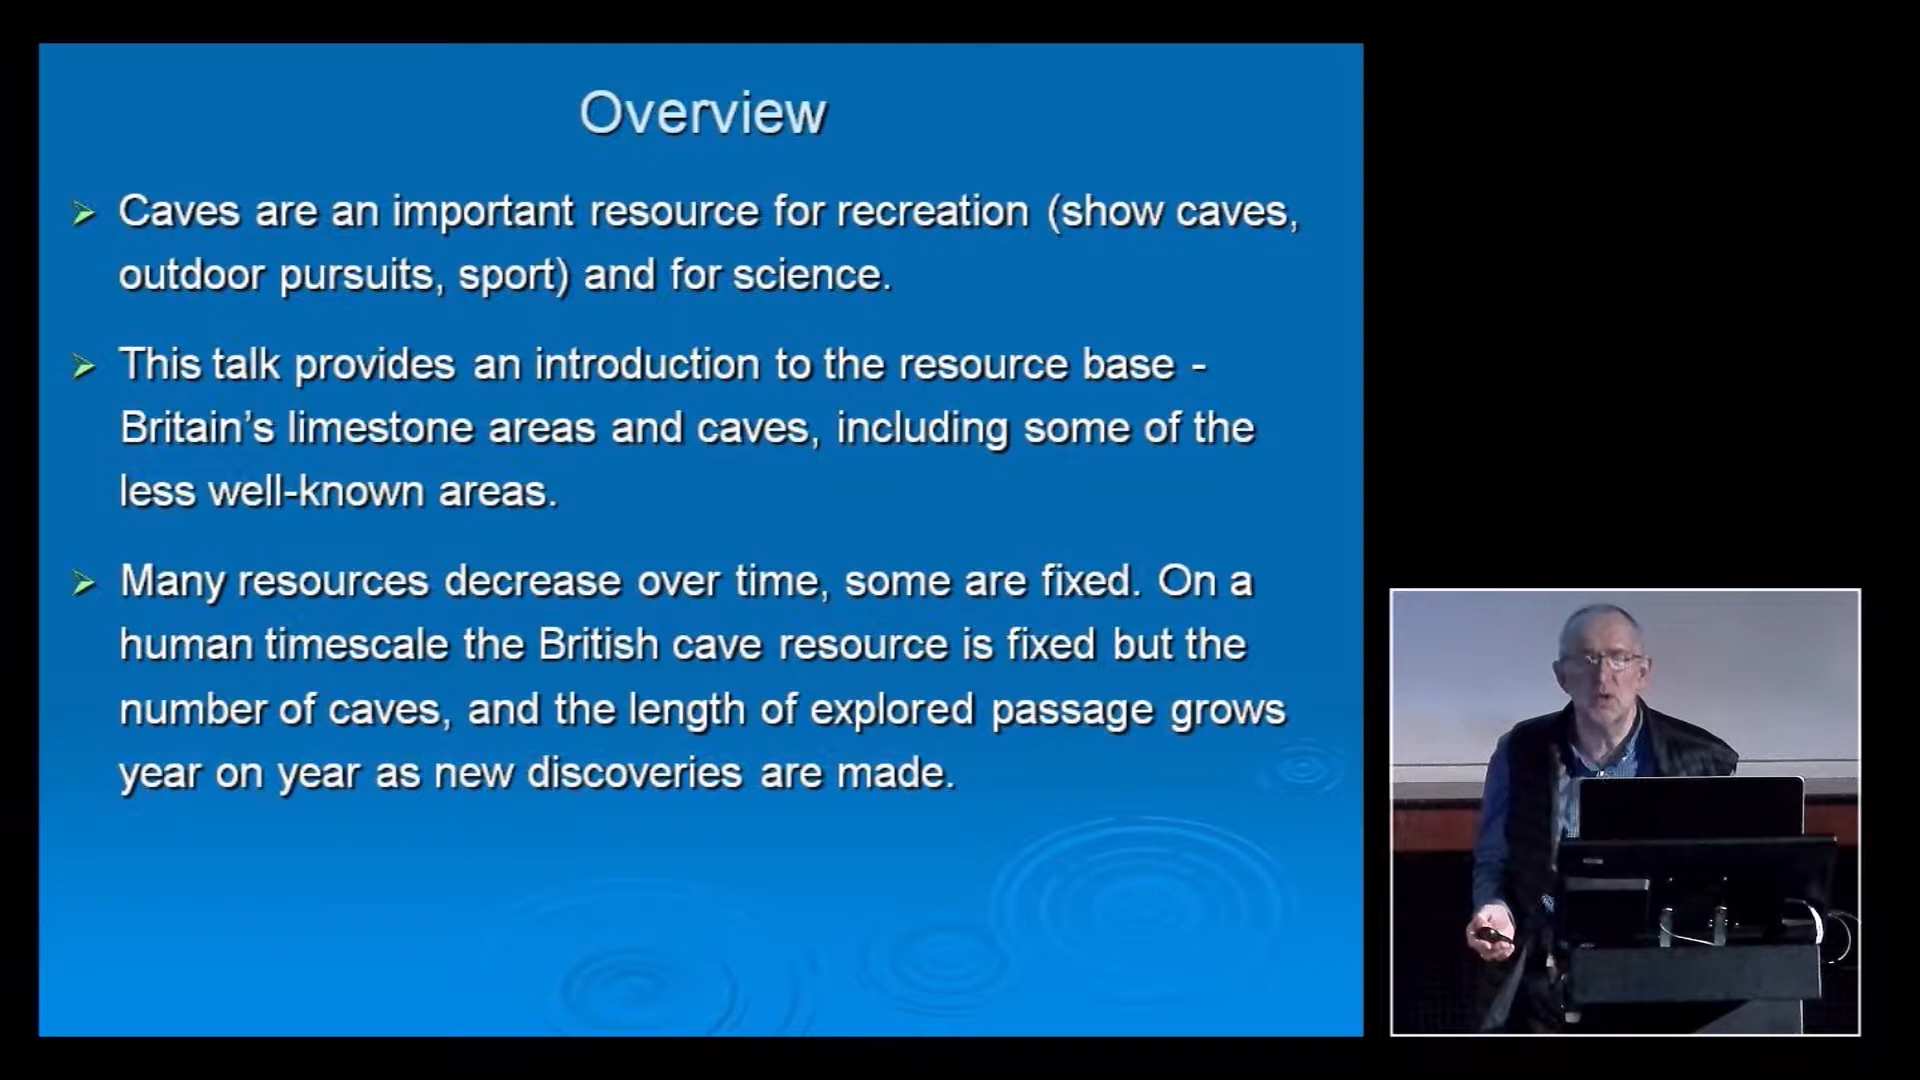 Overview
Caves are an important resource for recreation (show caves,
outdoor pursuits, sport) and for science.
This talk provides an introduction to the resource base -
Britain’s limestone areas and caves, including some of the
less well-known areas.
Many resources decrease over time, some are fixed. On a
human timescale the British cave resource is fixed but the
number of caves, and the length of explored passage grows
year on year as new discoveries are made.